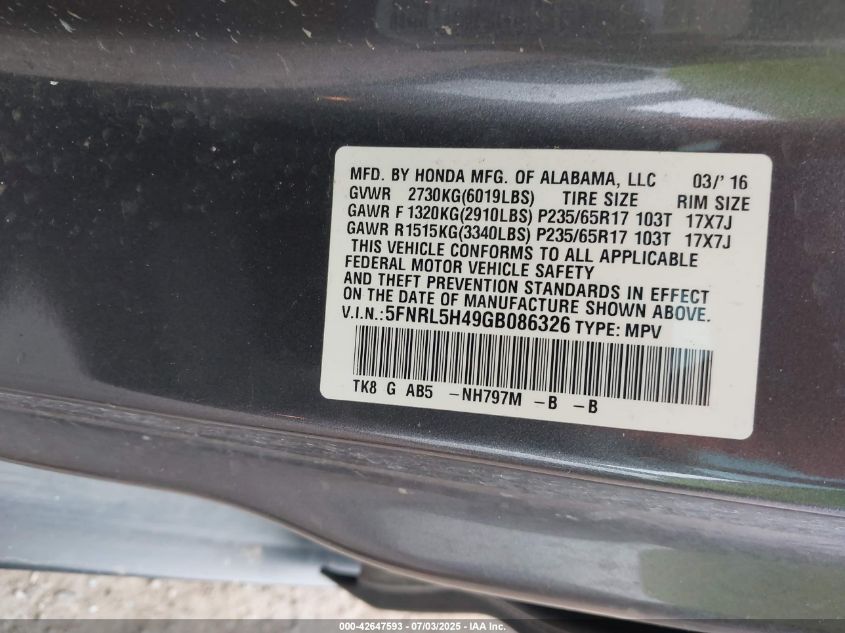 MFD. BY HONDA MFG. OF ALABAMA, LLC 03/' 16
GVWR 2730KG(6019LBS) TIRE SIZE RIM SIZE
GAWR F 1320KG(2910LBS) P235/65R17 103T 17X7J
GAWR R1515KG(3340LBS) P235/65R17 103T 17X7J
THIS VEHICLE CONFORMS TO ALL APPLICABLE
FEDERAL MOTOR VEHICLE SAFETY
AND THEFT PREVENTION STANDARDS IN EFFECT
ON THE DATE OF MANUFACTURE SHOWN ABOVE.
V.I.N.:5FNRL5H49GB086326 TYPE: MPV
TK8 G AB5 -NH797M -B -B
000-42647593 - 07/03/2025 - IAA Inc.